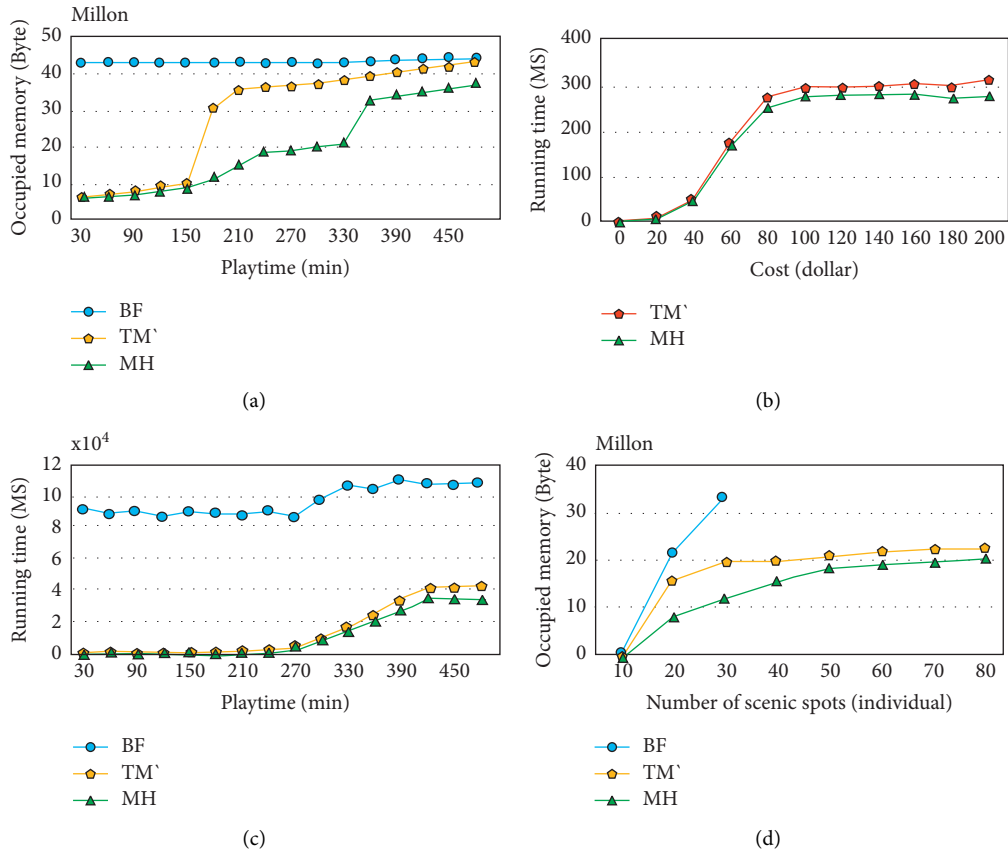 Millon
Occupied memory (Byte)
50
40
30
20
10
0
30 90 150 210 270 330 390 450
Playtime (min)
BF
TM`
MH
(a)
Running time (MS)
400
300
200
100
0
0 20 40 60 80 100 120 140 160 180 200
Cost (dollar)
TM`
MH
(b)
x10^4
Running time (MS)
12
10
8
6
4
2
0
30 90 150 210 270 330 390 450
Playtime (min)
BF
TM`
MH
(c)
Millon
Occupied memory (Byte)
40
30
20
10
0
10 20 30 40 50 60 70 80
Number of scenic spots (individual)
BF
TM`
MH
(d)